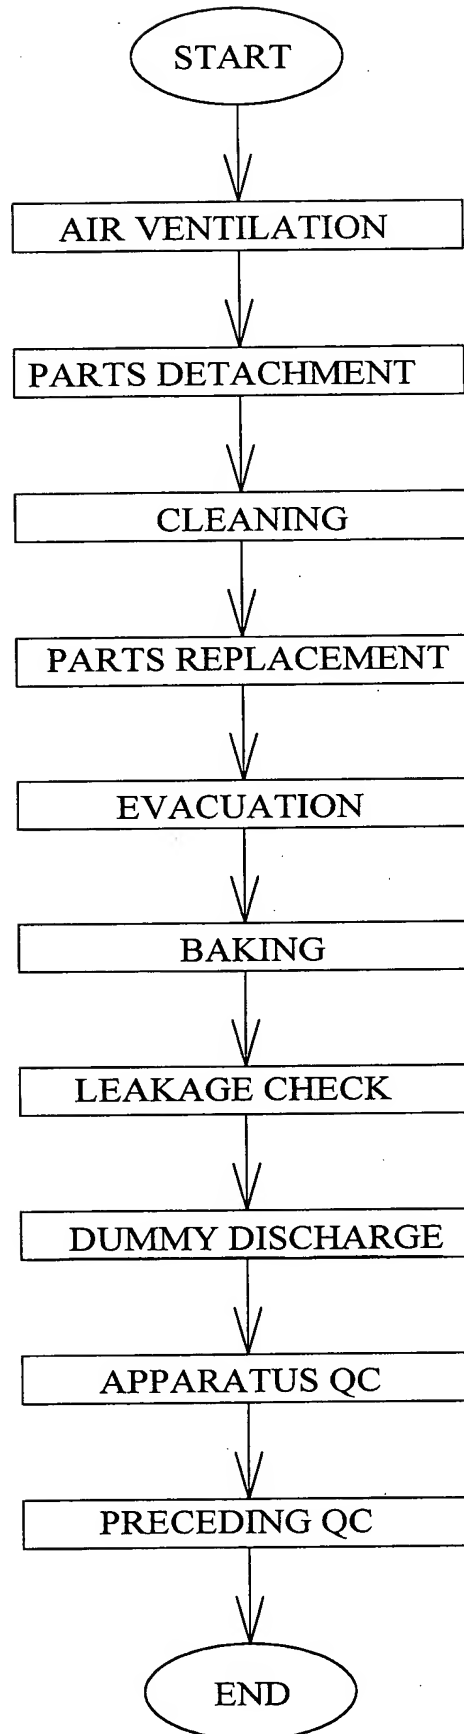 START
AIR VENTILATION
PARTS DETACHMENT
CLEANING
PARTS REPLACEMENT
EVACUATION
BAKING
LEAKAGE CHECK
DUMMY DISCHARGE
APPARATUS QC
PRECEDING QC
END